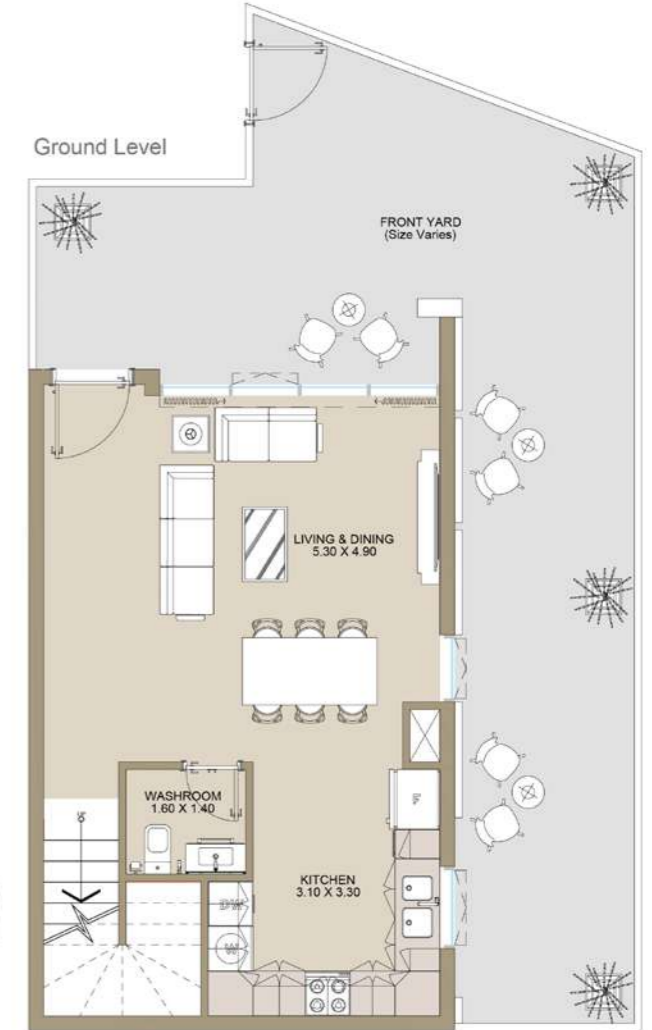 Ground Level
FRONT YARD
(Size Varies)
LIVING & DINING
5.30 X 4.90
WASHROOM
1.60 X 1.40
KITCHEN
3.10 X 3.30
DW
W